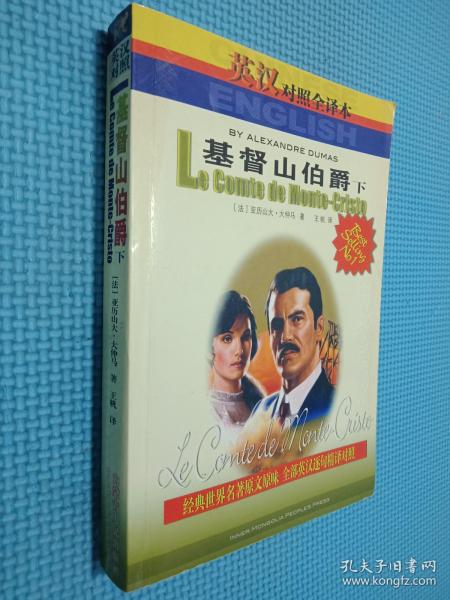 英汉
对照
Le Comte de Monte-Cristo
基督山伯爵
下
〔法〕亚历山大·大仲马 著
王帆 译
英汉对照全译本
ENGLISH
BY ALEXANDRE DUMAS
基督山伯爵 下
Le Comte de Monte-Cristo
〔法〕亚历山大·大仲马 著 王帆 译
Le Comte de Monte-Cristo
经典世界名著原文原味 全部英汉逐句精译对照
INNER MONGOLIA PEOPLES PRESS
孔夫子旧书网
www.kongfz.com